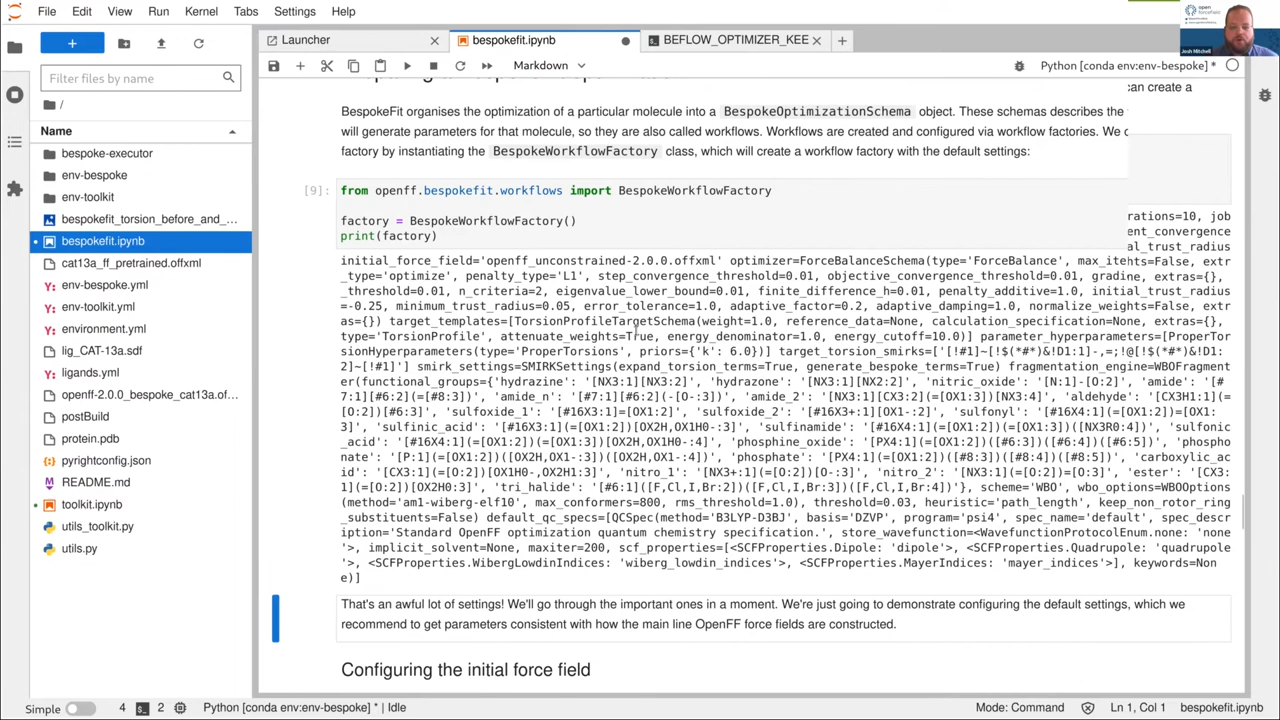 File Edit View Run Kernel Tabs Settings Help
open
forcefield
Josh Mitchell
Launcher
bespokefit.ipynb
BEFLOW_OPTIMIZER_KEE
Filter files by name
Markdown
Python [conda env:env-bespoke] *
/
Name
bespoke-executor
env-bespoke
env-toolkit
bespokefit_torsion_before_and_...
bespokefit.ipynb
cat13a_ff_pretrained.offxml
env-bespoke.yml
env-toolkit.yml
environment.yml
lig_CAT-13a.sdf
ligands.yml
openff-2.0.0_bespoke_cat13a.of...
postBuild
protein.pdb
pyrightconfig.json
README.md
toolkit.ipynb
utils_toolkit.py
utils.py
can create a
BespokeFit organises the optimization of a particular molecule into a BespokeOptimizationSchema object. These schemas describes the
will generate parameters for that molecule, so they are also called workflows. Workflows are created and configured via workflow factories. We c
factory by instantiating the BespokeWorkflowFactory class, which will create a workflow factory with the default settings:
[9]:
from openff.bespokefit.workflows import BespokeWorkflowFactory
factory = BespokeWorkflowFactory()
print(factory)
rations=10, job
ent_convergence
ial_trust_radius
initial_force_field='openff_unconstrained-2.0.0.offxml' optimizer=ForceBalanceSchema(type='ForceBalance', max_it
ems=False, extr
_type='optimize', penalty_type='L1', step_convergence_threshold=0.01, objective_convergence_threshold=0.01, gradi
ne, extras={},
_threshold=0.01, n_criteria=2, eigenvalue_lower_bound=0.01, finite_difference_h=0.01, penalty_additive=1.0, initial_trust_radius
=-0.25, minimum_trust_radius=0.05, error_tolerance=1.0, adaptive_factor=0.2, adaptive_damping=1.0, normalize_weights=False, extr
as={}) target_templates=[TorsionProfileTargetSchema(weight=1.0, reference_data=None, calculation_specification=None, extras={},
type='TorsionProfile', attenuate_weights=True, energy_denominator=1.0, energy_cutoff=10.0)] parameter_hyperparameters=[ProperTor
sionHyperparameters(type='ProperTorsions', priors={'k': 6.0})] target_torsion_smirks=['[!#1]~[!$(*#*)&!D1:1]-,=;!@[!$(*#*)&!D1:
2]~[!#1]'] smirk_settings=SMIRKSettings(expand_torsion_terms=True, generate_bespoke_terms=True) fragmentation_engine=WBOFragmen
ter(functional_groups={'hydrazine': '[NX3:1][NX3:2]', 'hydrazone': '[NX3:1][NX2:2]', 'nitric_oxide': '[N:1]-[O:2]', 'amide': '[#
7:1][#6:2](=[#8:3])', 'amide_n': '[#7:1][#6:2](-[O-:3])', 'amide_2': '[NX3:1][CX3:2](=[OX1:3])[NX3:4]', 'aldehyde': '[CX3H1:1](=
[O:2])[#6:3]', 'sulfoxide_1': '[#16X3:1]=[OX1:2]', 'sulfoxide_2': '[#16X3+:1][OX1-:2]', 'sulfonyl': '[#16X4:1](=[OX1:2])=[OX1:
3]', 'sulfinic_acid': '[#16X3:1](=[OX1:2])[OX2H,OX1H0-:3]', 'sulfinamide': '[#16X4:1](=[OX1:2])(=[OX1:3])([NX3R0:4])', 'sulfonic
_acid': '[#16X4:1](=[OX1:2])(=[OX1:3])[OX2H,OX1H0-:4]', 'phosphine_oxide': '[PX4:1](=[OX1:2])([#6:3])([#6:4])([#6:5])', 'phospho
nate': '[P:1](=[OX1:2])([OX2H,OX1-:3])([OX2H,OX1-:4])', 'phosphate': '[PX4:1](=[OX1:2])([#8:3])([#8:4])([#8:5])', 'carboxylic_ac
id': '[CX3:1](=[O:2])[OX1H0-,OX2H1:3]', 'nitro_1': '[NX3+:1](=[O:2])[O-:3]', 'nitro_2': '[NX3:1](=[O:2])=[O:3]', 'ester': '[CX3:
1](=[O:2])[OX2H0:3]', 'tri_halide': '[#6:1]([F,Cl,I,Br:2])([F,Cl,I,Br:3])([F,Cl,I,Br:4])'}, scheme='WBO', wbo_options=WBOOptions
(method='am1-wiberg-elf10', max_conformers=800, rms_threshold=1.0), threshold=0.03, heuristic='path_length', keep_non_rotor_ring
_substituents=False) default_qc_specs=[QCSpec(method='B3LYP-D3BJ', basis='DZVP', program='psi4', spec_name='default', spec_descr
iption='Standard OpenFF optimization quantum chemistry specification.', store_wavefunction=<WavefunctionProtocolEnum.none: 'none
'>, implicit_solvent=None, maxiter=200, scf_properties=[<SCFProperties.Dipole: 'dipole'>, <SCFProperties.Quadrupole: 'quadrupole
'>, <SCFProperties.WibergLowdinIndices: 'wiberg_lowdin_indices'>, <SCFProperties.MayerIndices: 'mayer_indices'>], keywords=Non
e)]
That's an awful lot of settings! We'll go through the important ones in a moment. We're just going to demonstrate configuring the default settings, which we
recommend to get parameters consistent with how the main line OpenFF force fields are constructed.
Configuring the initial force field
Simple 4 2 Python [conda env:env-bespoke] * | Idle
Mode: Command Ln 1, Col 1 bespokefit.ipynb